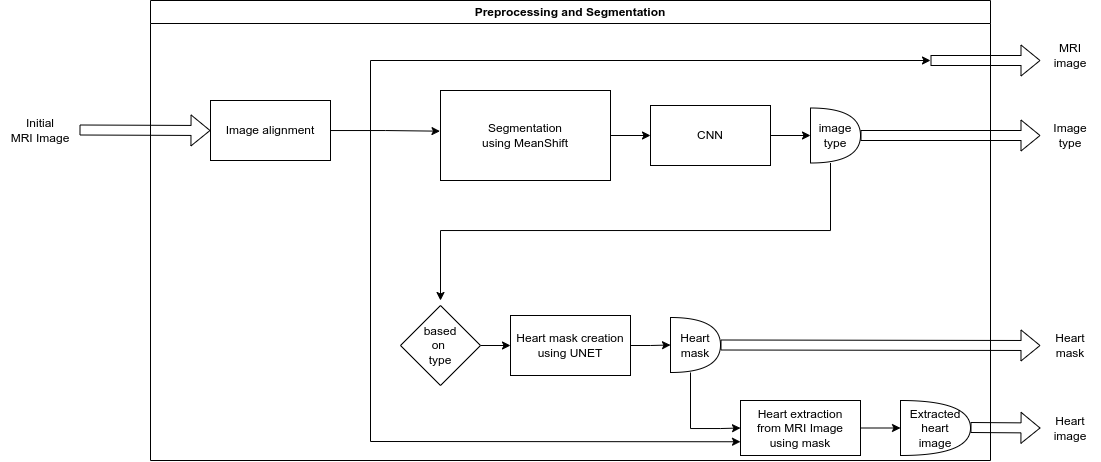 Preprocessing and Segmentation
MRI
image
Initial
MRI Image
Image alignment
Segmentation
using MeanShift
CNN
image
type
Image
type
based
on
type
Heart mask creation
using UNET
Heart
mask
Heart
mask
Heart extraction
from MRI Image
using mask
Extracted
heart
image
Heart
image